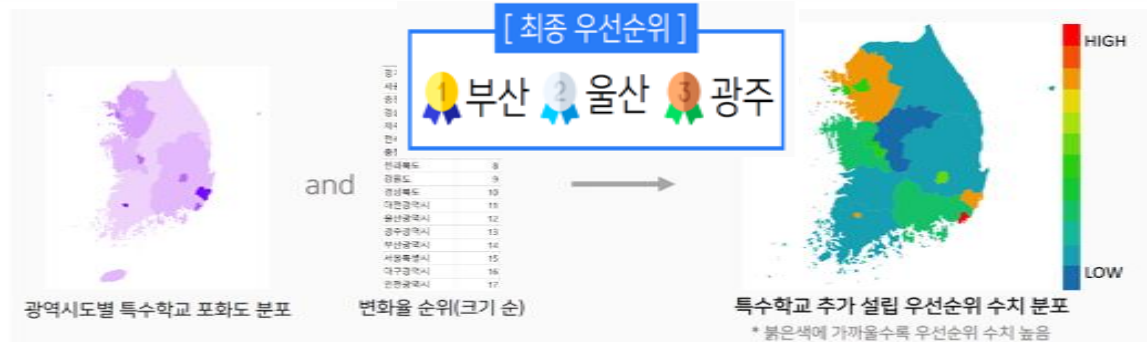 [ 최종 우선순위 ]
1 부산 2 울산 3 광주
전라북도 8
강원도 9
경상북도 10
대전광역시 11
울산광역시 12
광주광역시 13
부산광역시 14
서울특별시 15
대구광역시 16
인천광역시 17
and
HIGH
LOW
광역시도별 특수학교 포화도 분포
변화율 순위(크기 순)
특수학교 추가 설립 우선순위 수치 분포
* 붉은색에 가까울수록 우선순위 수치 높음